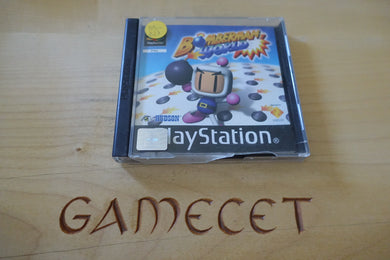 BOMBERMAN
WORLD
HUDSON
PlayStation
GAMECET